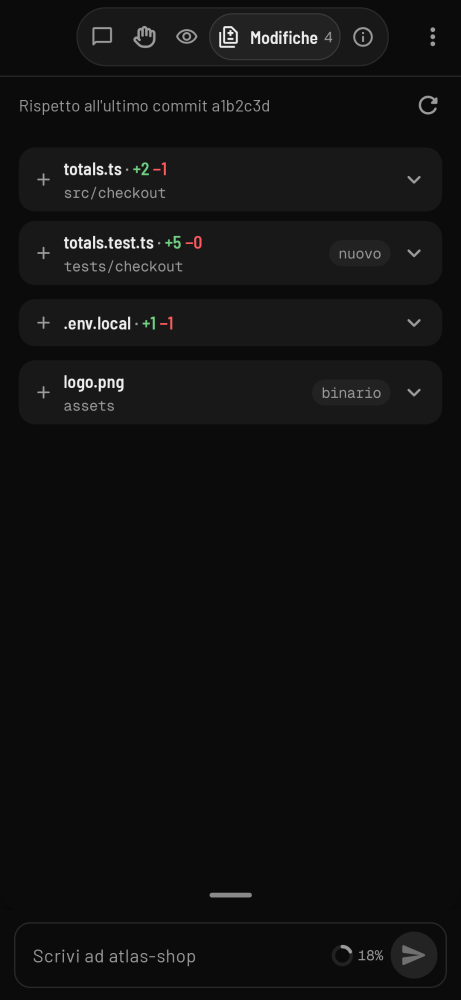 Modifiche 4
Rispetto all'ultimo commit a1b2c3d
totals.ts · +2 −1
src/checkout
totals.test.ts · +5 −0
tests/checkout
nuovo
.env.local · +1 −1
logo.png
assets
binario
Scrivi ad atlas-shop
18%